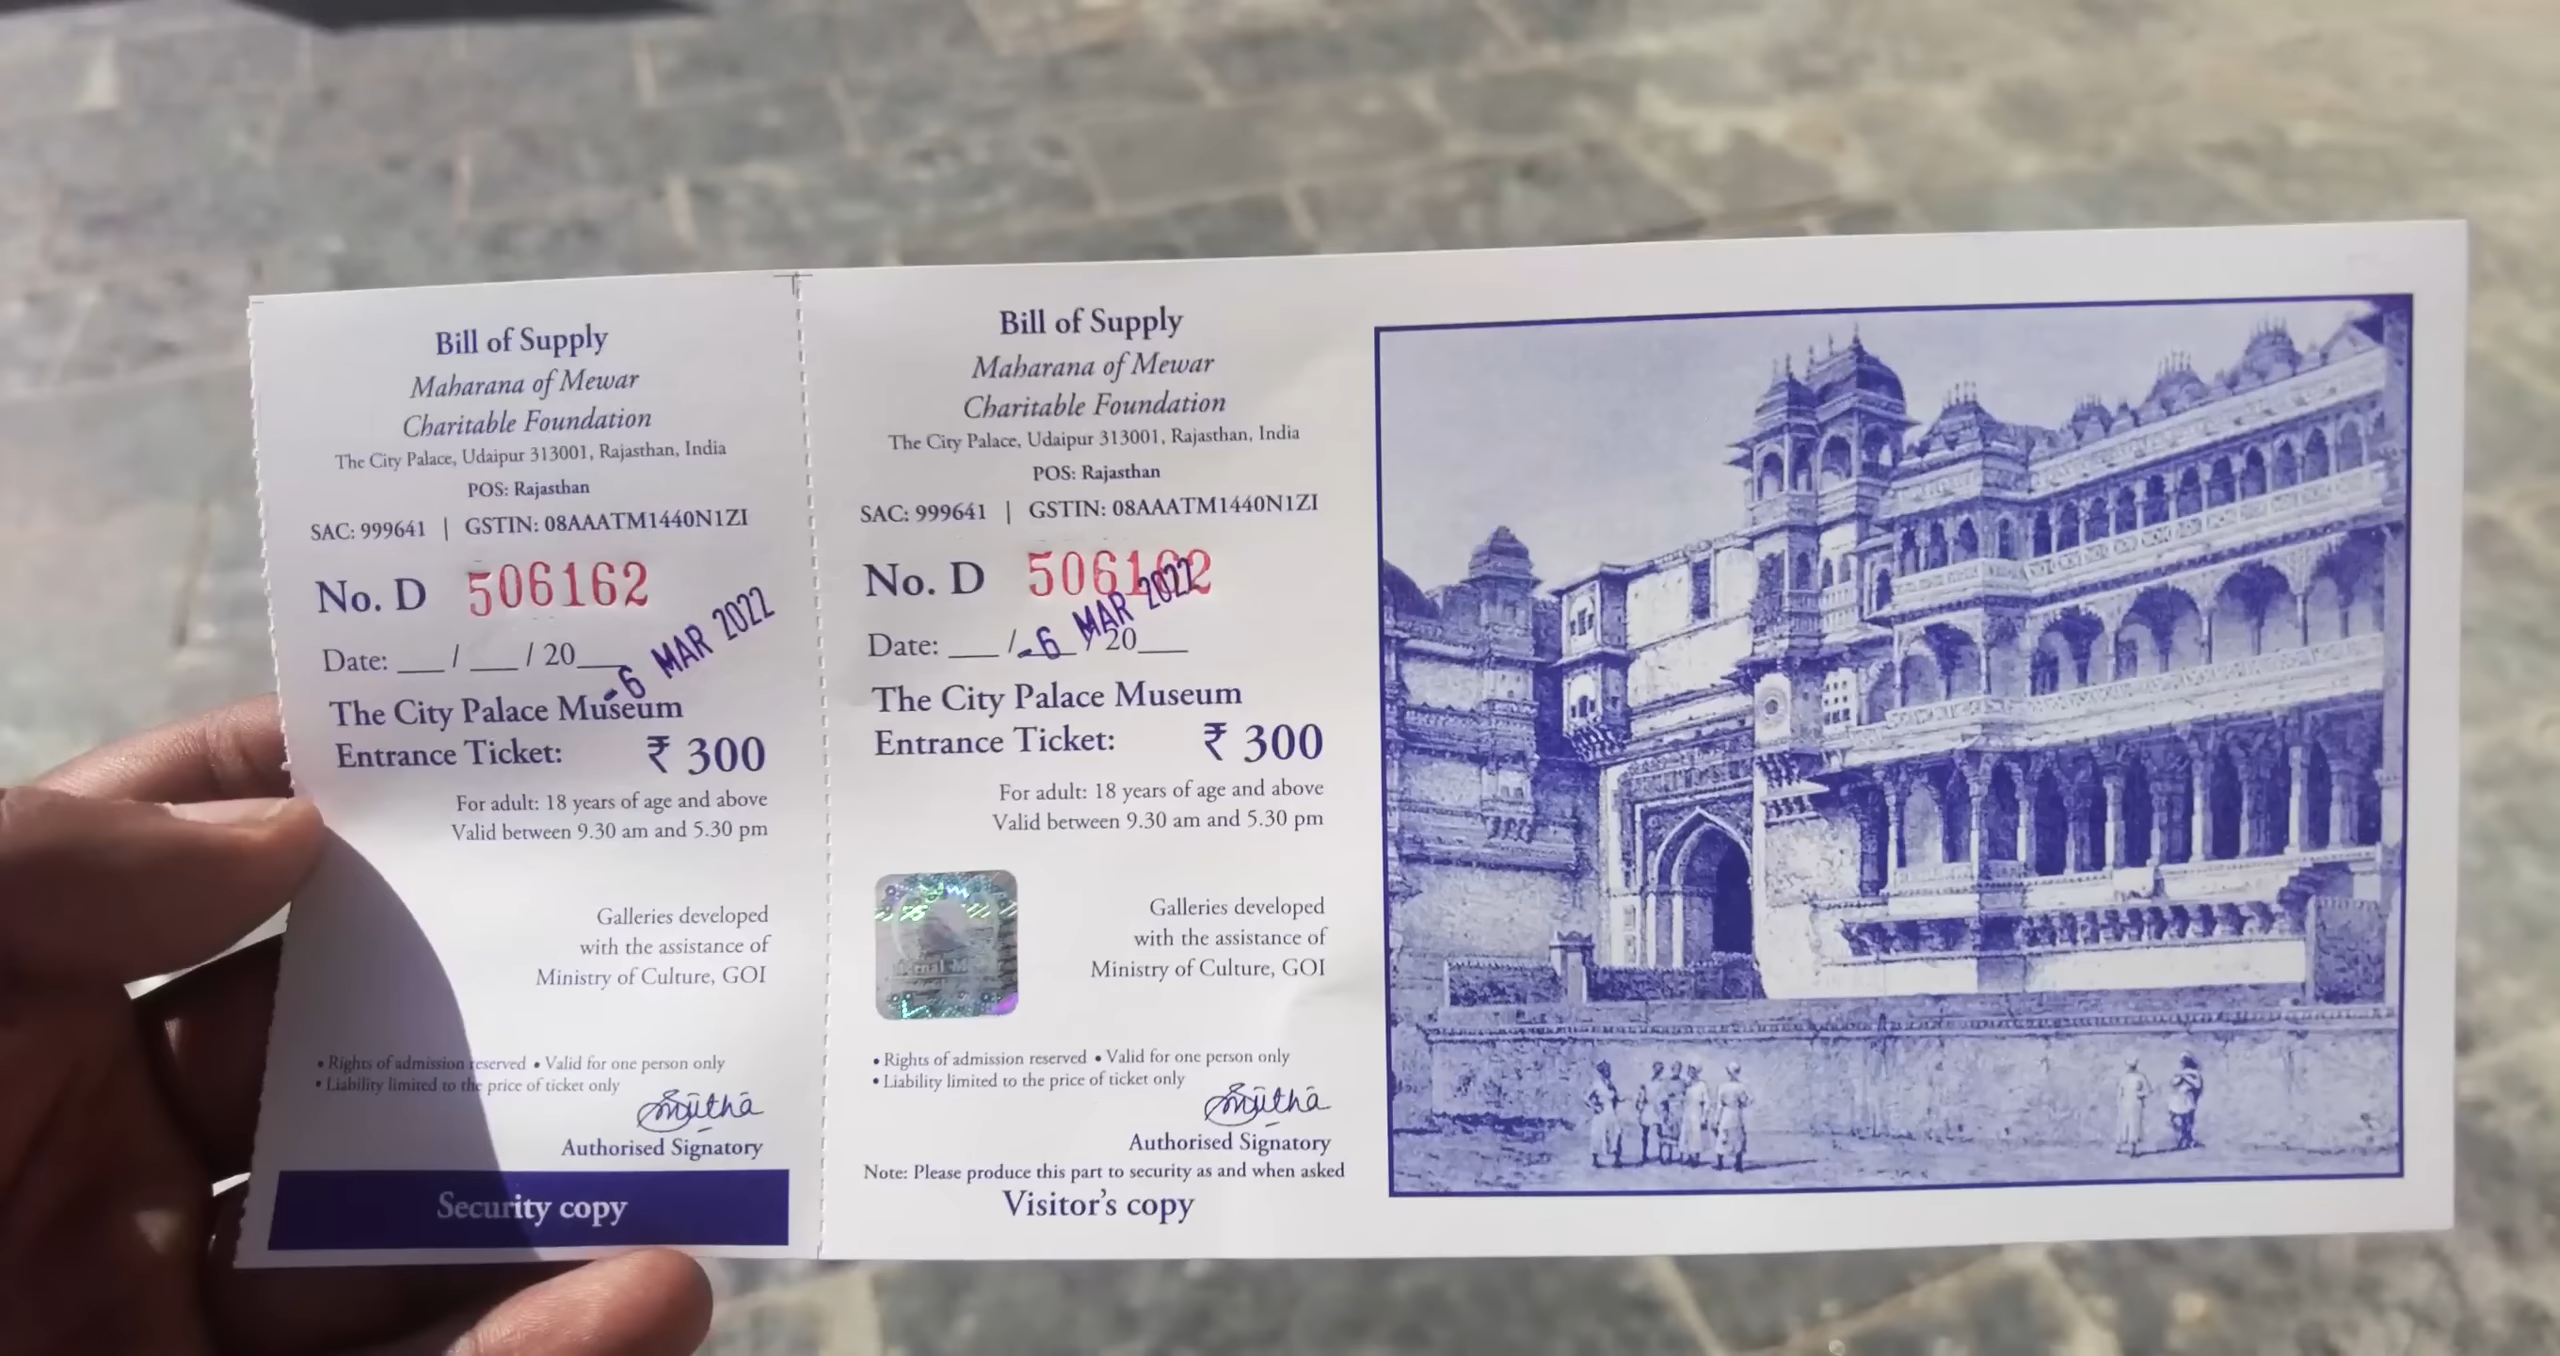 Bill of Supply
Maharana of Mewar
Charitable Foundation
The City Palace, Udaipur 313001, Rajasthan, India
POS: Rajasthan
SAC: 999641 | GSTIN: 08AAATM1440N1ZI
No. D 506162
Date: ___ / ___ / 20___
-6 MAR 2022
The City Palace Museum
Entrance Ticket: ₹ 300
For adult: 18 years of age and above
Valid between 9.30 am and 5.30 pm
Galleries developed
with the assistance of
Ministry of Culture, GOI
• Rights of admission reserved • Valid for one person only
• Liability limited to the price of ticket only
Authorised Signatory
Security copy
Bill of Supply
Maharana of Mewar
Charitable Foundation
The City Palace, Udaipur 313001, Rajasthan, India
POS: Rajasthan
SAC: 999641 | GSTIN: 08AAATM1440N1ZI
No. D 506162
Date: ___ / ___ / 20___
-6 MAR 2022
The City Palace Museum
Entrance Ticket: ₹ 300
For adult: 18 years of age and above
Valid between 9.30 am and 5.30 pm
Galleries developed
with the assistance of
Ministry of Culture, GOI
• Rights of admission reserved • Valid for one person only
• Liability limited to the price of ticket only
Authorised Signatory
Note: Please produce this part to security as and when asked
Visitor's copy